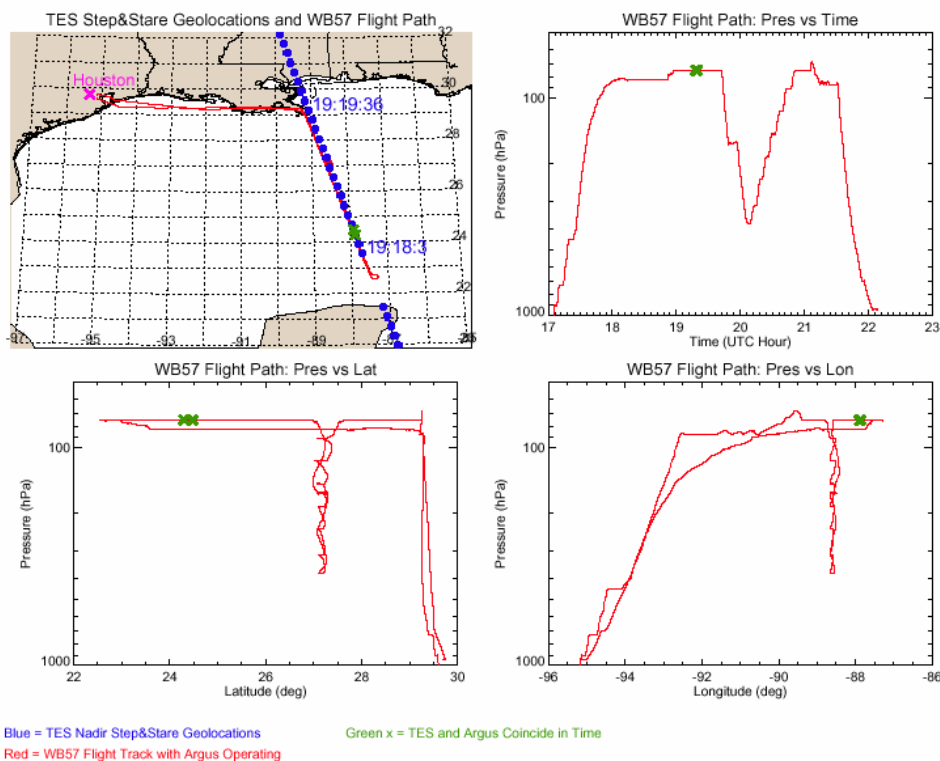 TES Step&Stare Geolocations and WB57 Flight Path
32
30
28
26
24
22
Houston
19:19:36
19:18:3
-95
-89
WB57 Flight Path: Pres vs Time
Pressure (hPa)
100
1000
17 18 19 20 21 22 23
Time (UTC Hour)
WB57 Flight Path: Pres vs Lat
Pressure (hPa)
100
1000
22 24 26 28 30
Latitude (deg)
WB57 Flight Path: Pres vs Lon
Pressure (hPa)
100
1000
-96 -94 -92 -90 -88 -86
Longitude (deg)
Blue = TES Nadir Step&Stare Geolocations
Green x = TES and Argus Coincide in Time
Red = WB57 Flight Track with Argus Operating